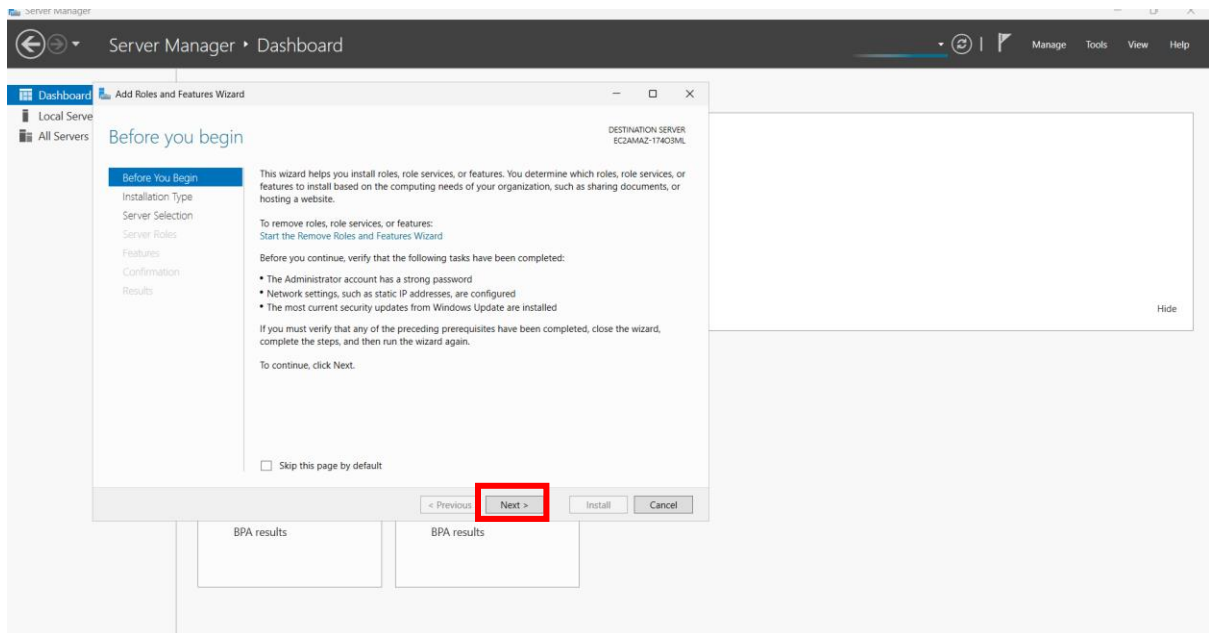 Server Manager
Server Manager • Dashboard
Manage Tools View Help
Dashboard
Local Serve
All Servers
Add Roles and Features Wizard
Before you begin
DESTINATION SERVER
EC2AMAZ-17403ML
Before You Begin
Installation Type
Server Selection
Server Roles
Features
Confirmation
Results
This wizard helps you install roles, role services, or features. You determine which roles, role services, or
features to install based on the computing needs of your organization, such as sharing documents, or
hosting a website.
To remove roles, role services, or features:
Start the Remove Roles and Features Wizard
Before you continue, verify that the following tasks have been completed:
• The Administrator account has a strong password
• Network settings, such as static IP addresses, are configured
• The most current security updates from Windows Update are installed
If you must verify that any of the preceding prerequisites have been completed, close the wizard,
complete the steps, and then run the wizard again.
To continue, click Next.
Skip this page by default
< Previous Next > Install Cancel
Hide
BPA results BPA results